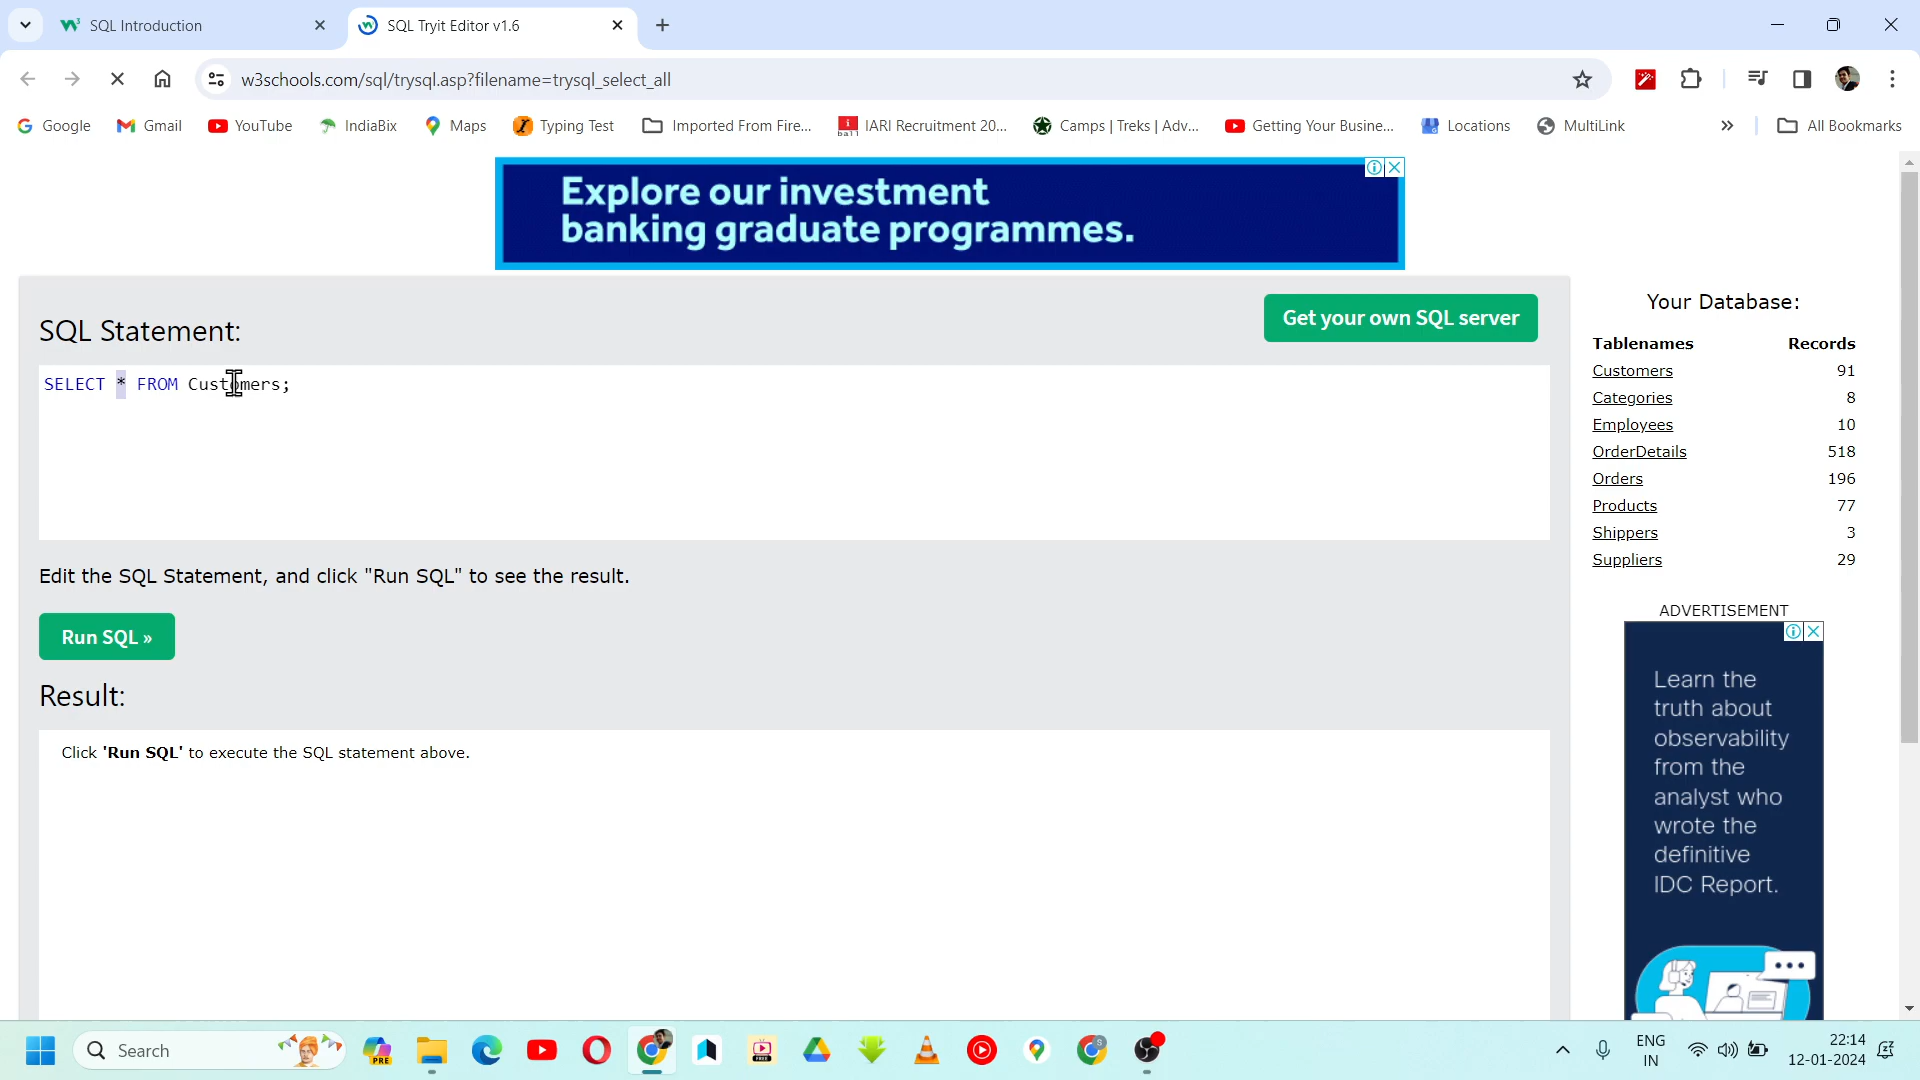 SQL Introduction
SQL Tryit Editor v1.6
w3schools.com/sql/trysql.asp?filename=trysql_select_all
Google
Gmail
YouTube
IndiaBix
Maps
Typing Test
Imported From Fire...
IARI Recruitment 20...
Camps | Treks | Adv...
Getting Your Busine...
Locations
MultiLink
All Bookmarks
Explore our investment
banking graduate programmes.
SQL Statement:
Get your own SQL server
SELECT * FROM Customers;
Edit the SQL Statement, and click "Run SQL" to see the result.
Run SQL »
Result:
Click 'Run SQL' to execute the SQL statement above.
Your Database:
Tablenames Records
Customers 91
Categories 8
Employees 10
OrderDetails 518
Orders 196
Products 77
Shippers 3
Suppliers 29
ADVERTISEMENT
Learn the
truth about
observability
from the
analyst who
wrote the
definitive
IDC Report.
Search
PRE
FREE
S
ENG
IN
22:14
12-01-2024